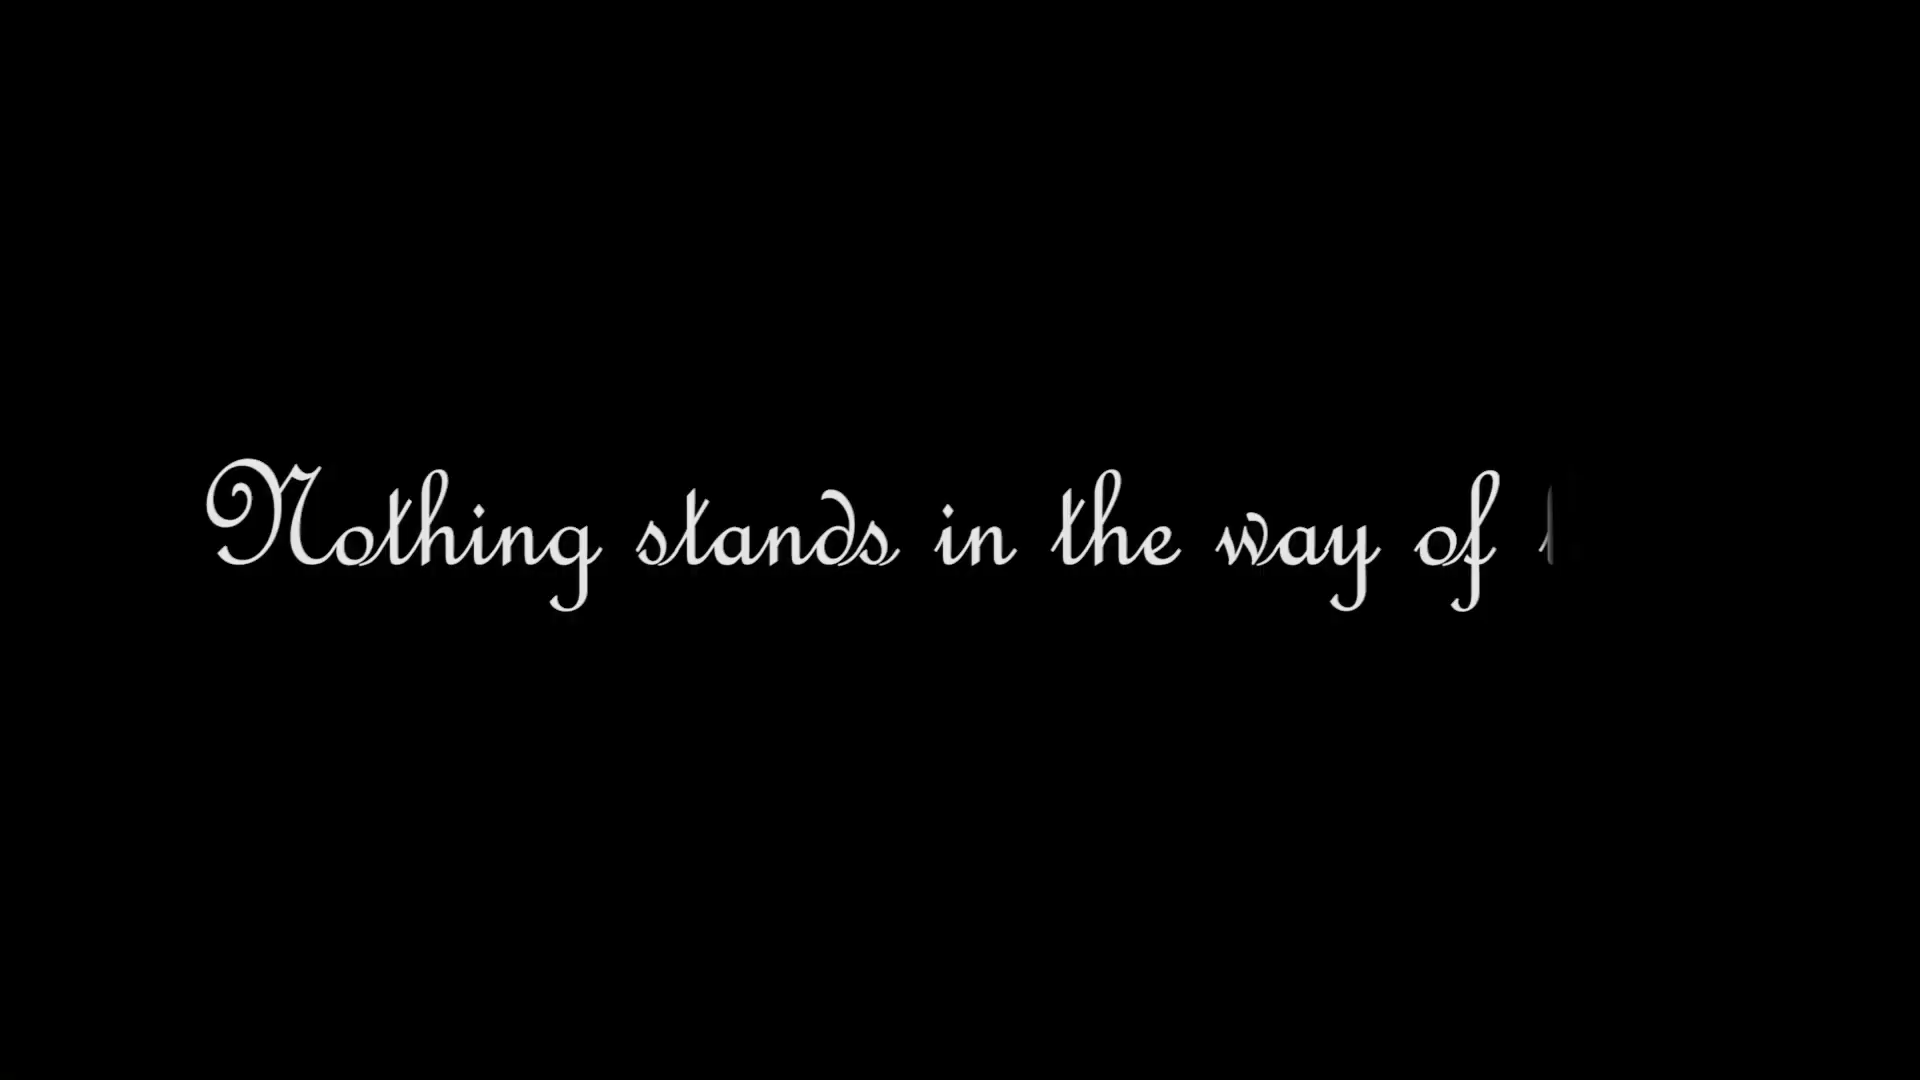 Nothing stands in the way of